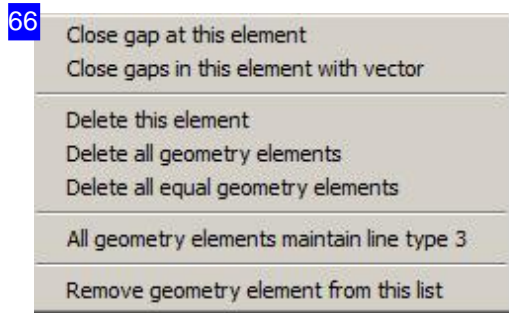 66
Close gap at this element
Close gaps in this element with vector
Delete this element
Delete all geometry elements
Delete all equal geometry elements
All geometry elements maintain line type 3
Remove geometry element from this list